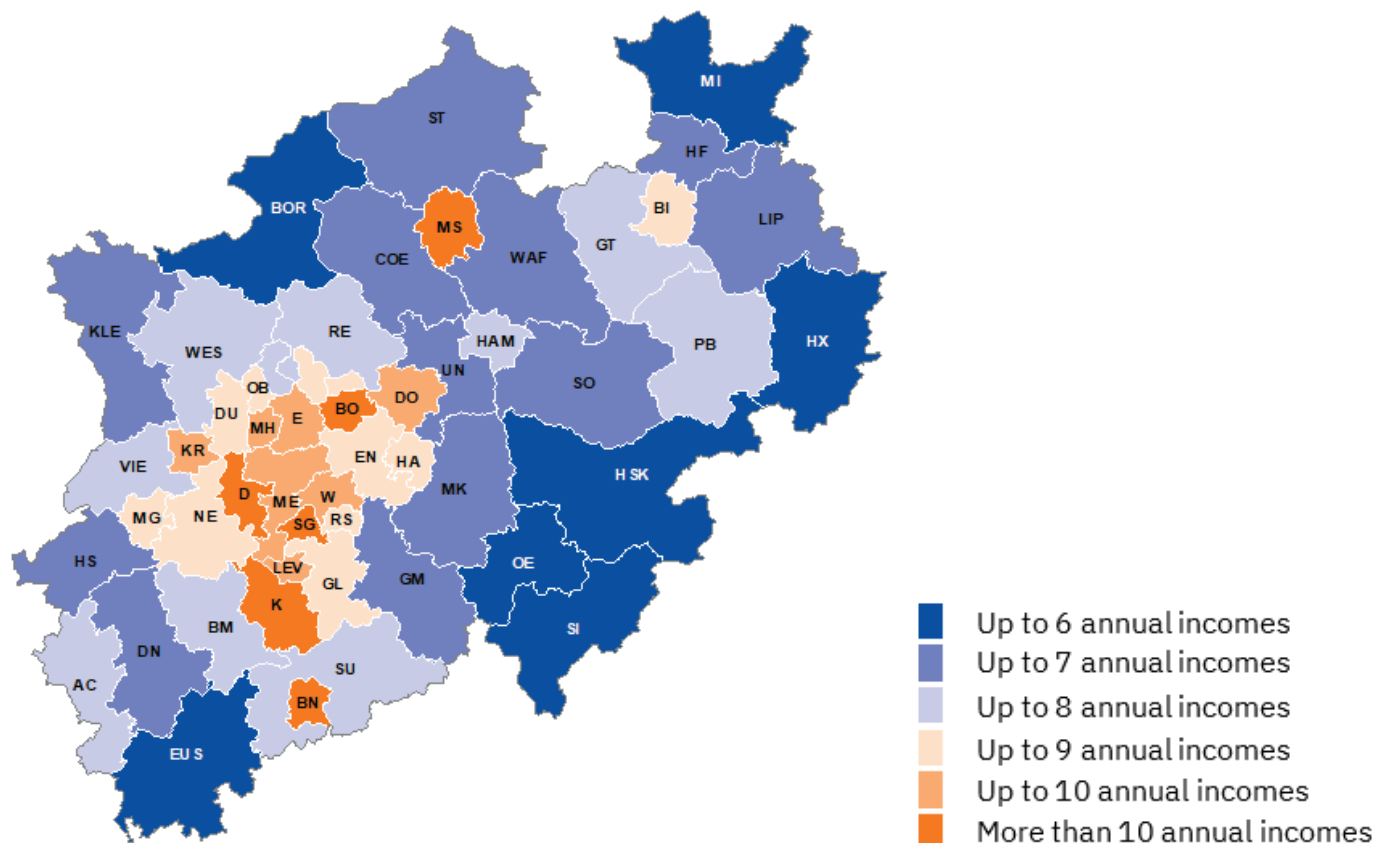 MI
ST
HF
BOR
BI
LIP
MS
GT
COE
WAF
KLE
RE
HAM
PB
HX
WES
UN
SO
OB
DO
DU
BO
E
MH
KR
EN
HA
VIE
HSK
MK
D
ME
W
MG
NE
SG
RS
HS
OE
LEV
GM
GL
K
BM
SI
DN
SU
AC
BN
EUS
Up to 6 annual incomes
Up to 7 annual incomes
Up to 8 annual incomes
Up to 9 annual incomes
Up to 10 annual incomes
More than 10 annual incomes